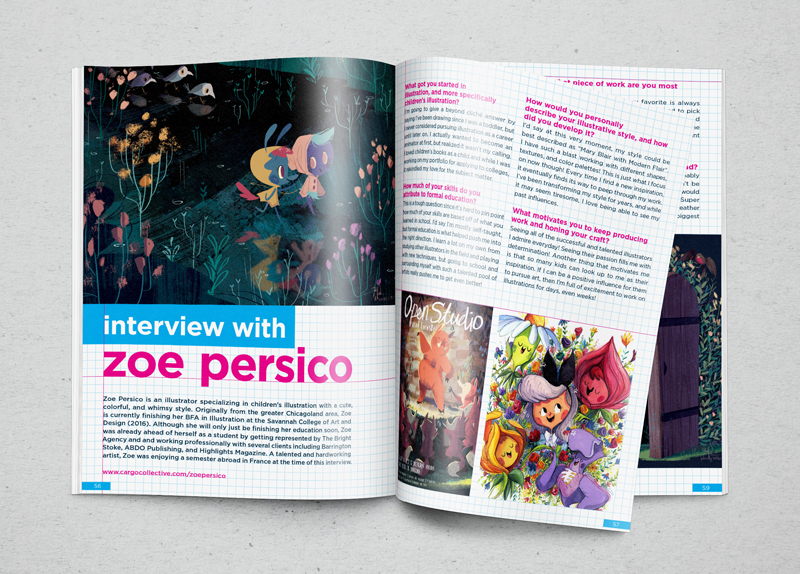 interview with
zoe persico
Zoe Persico is an illustrator specializing in children's illustration with a cute,
colorful, and whimsy style. Originally from the greater Chicagoland area, Zoe
is currently finishing her BFA in Illustration at the Savannah College of Art and
Design (2016). Although she will only just be finishing her education soon, Zoe
was already ahead of herself as a student by getting represented by The Bright
Agency and and working professionally with several clients including Barrington
Stoke, ABDO Publishing, and Highlights Magazine. A talented and hardworking
artist, Zoe was enjoying a semester abroad in France at the time of this interview.
www.cargocollective.com/zoepersico
56
What got you started in
illustration, and more specifically
children's illustration?
I'm going to give a beyond cliché answer by
saying I've been drawing since I was a toddler, but
I never considered pursuing illustration as a career
until later on. I actually wanted to become an
animator at first, but realized it wasn't my calling.
I loved children's books as a child and while I was
working on my portfolio for applying to colleges,
it rekindled my love for the subject matter.
How much of your skills do you
attribute to formal education?
This is a tough question since it's hard to pin point
how much of your skills are based off of what you
learned in school. I'd say I'm mostly self-taught,
but formal education is what helped push me into
the right direction. I learn a lot on my own from
studying other illustrators in the field and playing
with new techniques, but going to school and
surrounding myself with such a talented pool of
artists really pushes me to get even better!
How would you personally
describe your illustrative style, and how
did you develop it?
I'd say at this very moment, my style could be
best described as "Mary Blair with Modern Flair".
I have such a blast working with different shapes,
textures, and color palettes! This is just what I focus
on now though! Every time I find a new inspiration,
it eventually finds its way to peep through my work.
I've been transforming my style for years, and while
it may seem tiresome, I love being able to see my
past influences.
What motivates you to keep producing
work and honing your craft?
Seeing all of the successful and talented illustrators
I admire everyday! Seeing their passion fills me with
determination! Another thing that motivates me
is that so many kids can look up to me as their
inspiration. If I can be a positive influence for them
to pursue art, then I'm full of excitement to work on
illustrations for days, even weeks!
Open Studio
57
piece of work are you most
favorite is always
to pick
would
Super
biggest
59